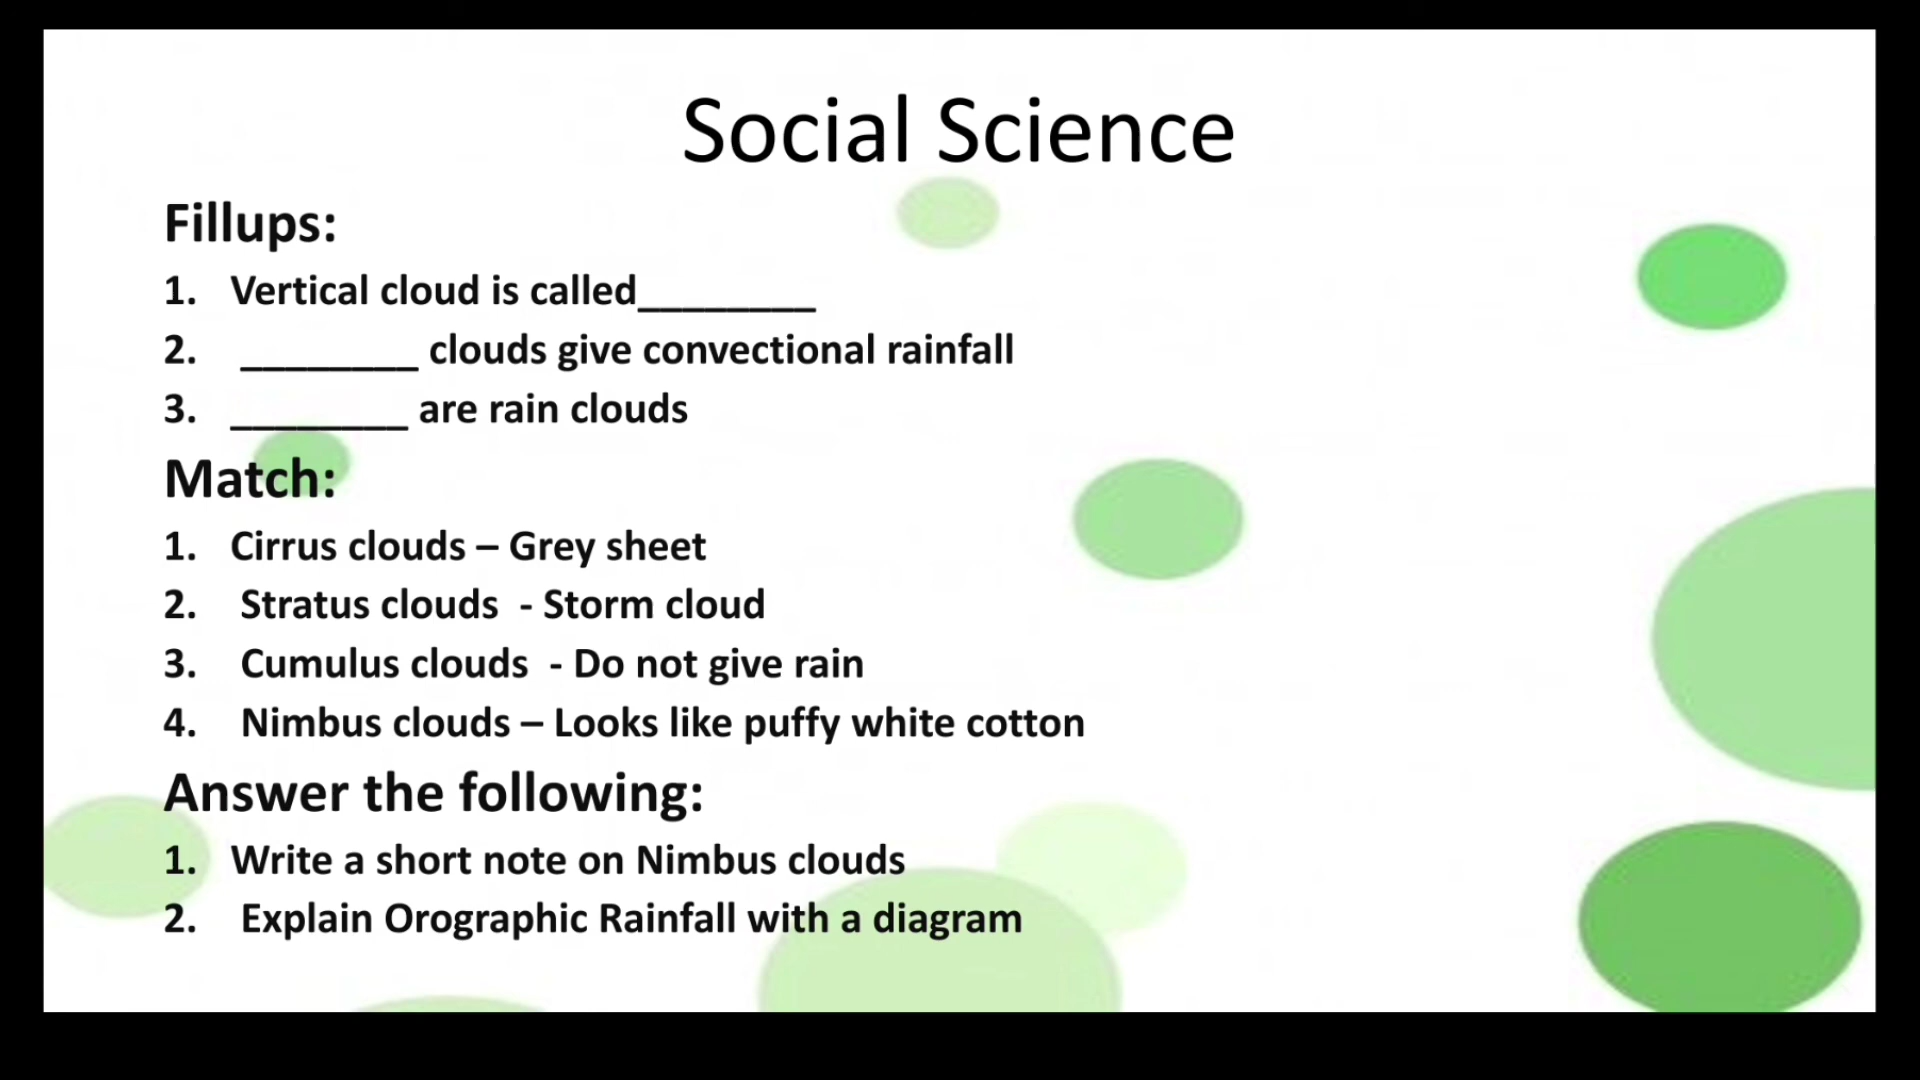 Social Science
Fillups:
1. Vertical cloud is called________
2. ________ clouds give convectional rainfall
3. ________ are rain clouds
Match:
1. Cirrus clouds – Grey sheet
2. Stratus clouds - Storm cloud
3. Cumulus clouds - Do not give rain
4. Nimbus clouds – Looks like puffy white cotton
Answer the following:
1. Write a short note on Nimbus clouds
2. Explain Orographic Rainfall with a diagram